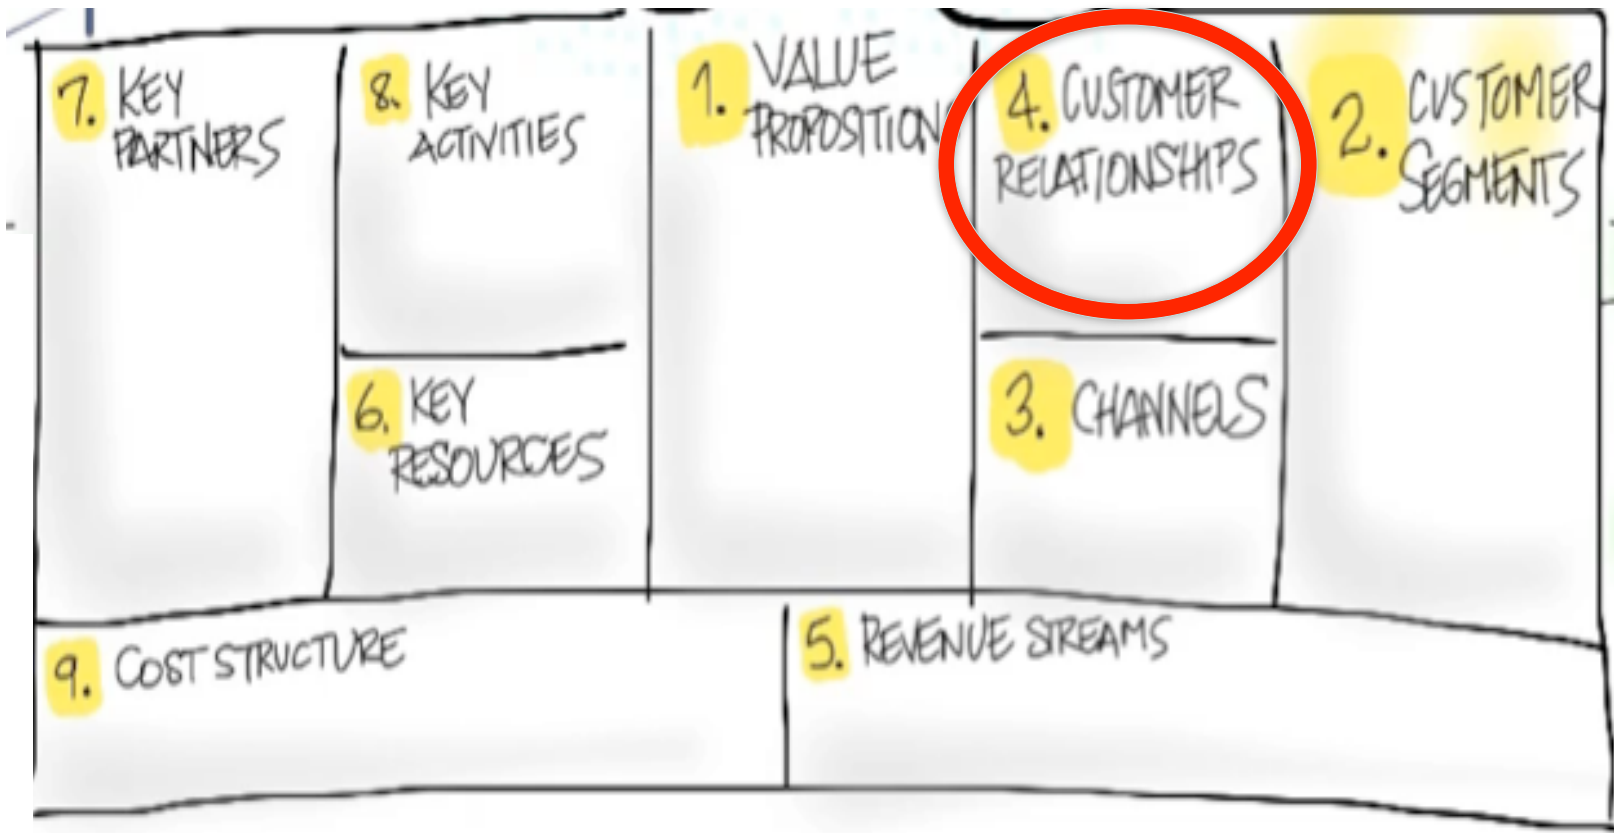 7. KEY
PARTNERS
8. KEY
ACTIVITIES
6. KEY
RESOURCES
1. VALUE
PROPOSITION
4. CUSTOMER
RELATIONSHIPS
3. CHANNELS
2. CUSTOMER
SEGMENTS
9. COST STRUCTURE
5. REVENUE STREAMS